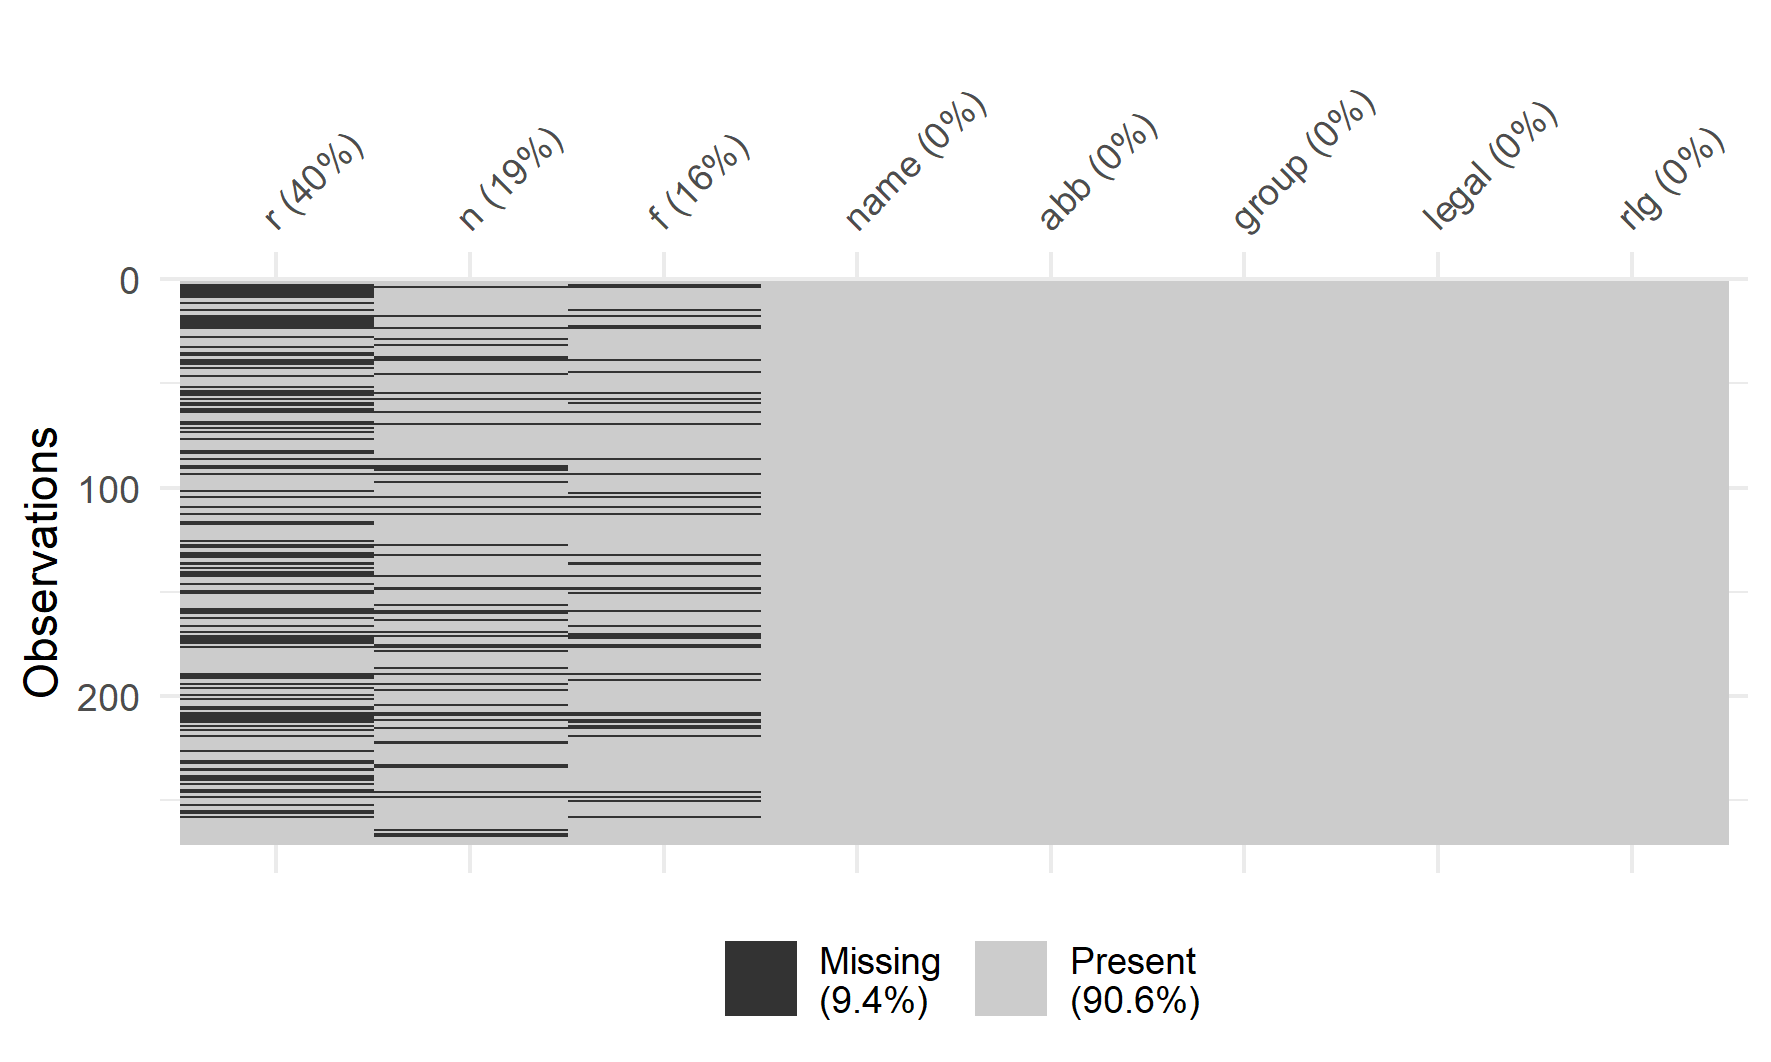 r (40%)
n (19%)
f (16%)
name (0%)
abb (0%)
group (0%)
legal (0%)
rlg (0%)
0
100
200
Observations
Missing
(9.4%)
Present
(90.6%)